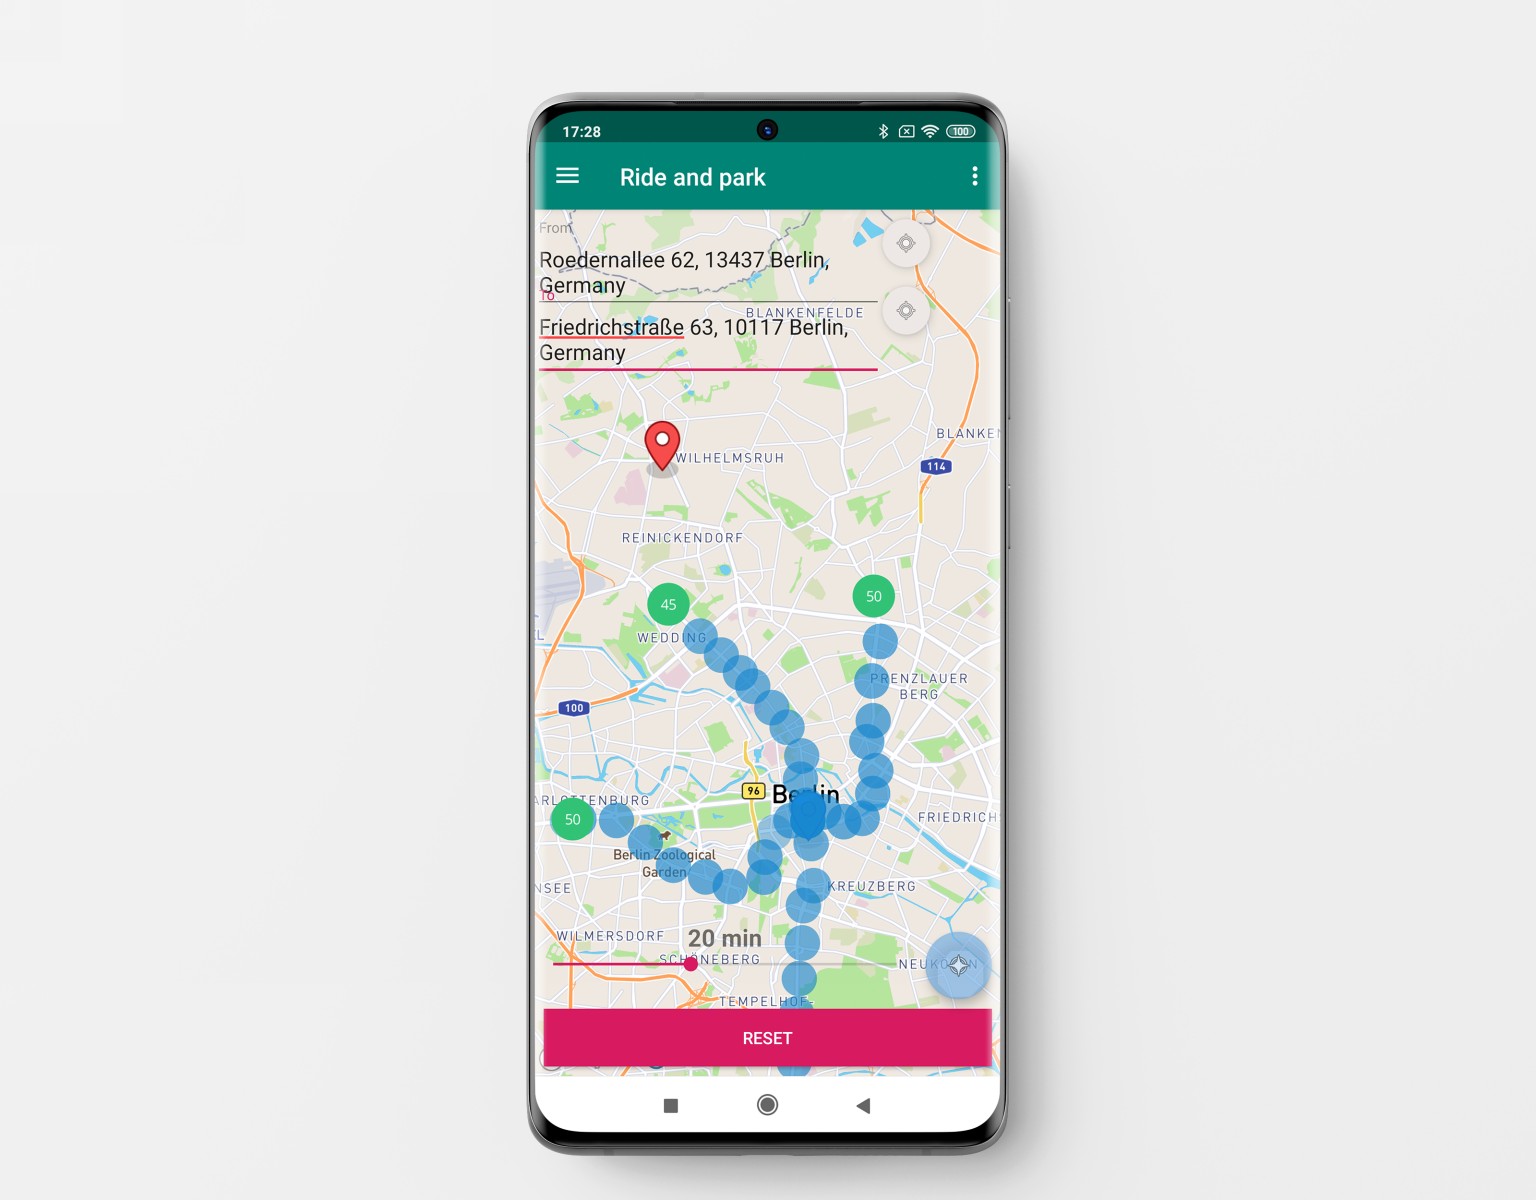 17:28
100
Ride and park
From
Roedernallee 62, 13437 Berlin,
Germany
To
BLANKENFELDE
Friedrichstraße 63, 10117 Berlin,
Germany
BLANKEN
WILHELMSRUH
114
REINICKENDORF
45
50
WEDDING
PRENZLAUER
BERG
100
96
Berlin
ARLOTTENBURG
50
FRIEDRICHS
Berlin Zoological
Garden
NSEE
KREUZBERG
WILMERSDORF
20 min
SCHÖNEBERG
NEUKÖLLN
TEMPELHOF-
RESET